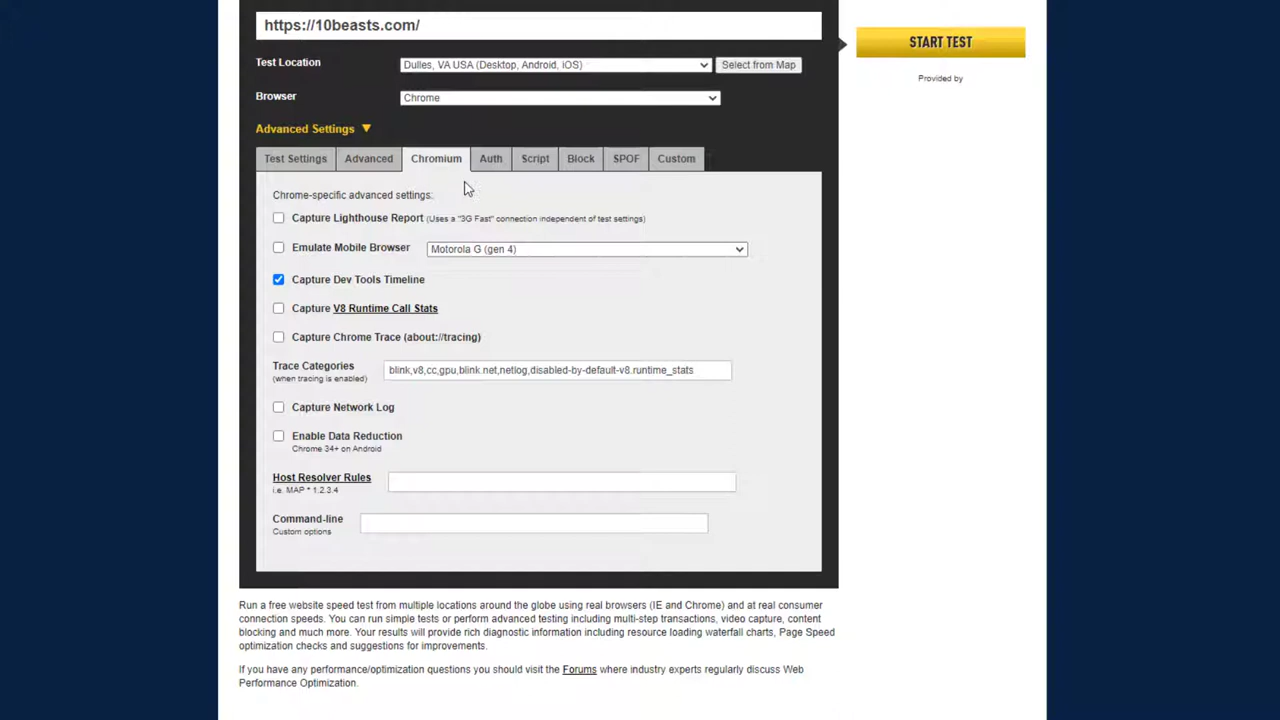 https://10beasts.com/
START TEST
Test Location
Dulles, VA USA (Desktop, Android, iOS)
Select from Map
Provided by
Browser
Chrome
Advanced Settings ▼
Test Settings
Advanced
Chromium
Auth
Script
Block
SPOF
Custom
Chrome-specific advanced settings:
Capture Lighthouse Report (Uses a "3G Fast" connection independent of test settings)
Emulate Mobile Browser
Motorola G (gen 4)
Capture Dev Tools Timeline
Capture V8 Runtime Call Stats
Capture Chrome Trace (about://tracing)
Trace Categories
(when tracing is enabled)
blink,v8,cc,gpu,blink.net,netlog,disabled-by-default-v8.runtime_stats
Capture Network Log
Enable Data Reduction
Chrome 34+ on Android
Host Resolver Rules
i.e. MAP * 1.2.3.4
Command-line
Custom options
Run a free website speed test from multiple locations around the globe using real browsers (IE and Chrome) and at real consumer
connection speeds. You can run simple tests or perform advanced testing including multi-step transactions, video capture, content
blocking and much more. Your results will provide rich diagnostic information including resource loading waterfall charts, Page Speed
optimization checks and suggestions for improvements.
If you have any performance/optimization questions you should visit the Forums where industry experts regularly discuss Web
Performance Optimization.